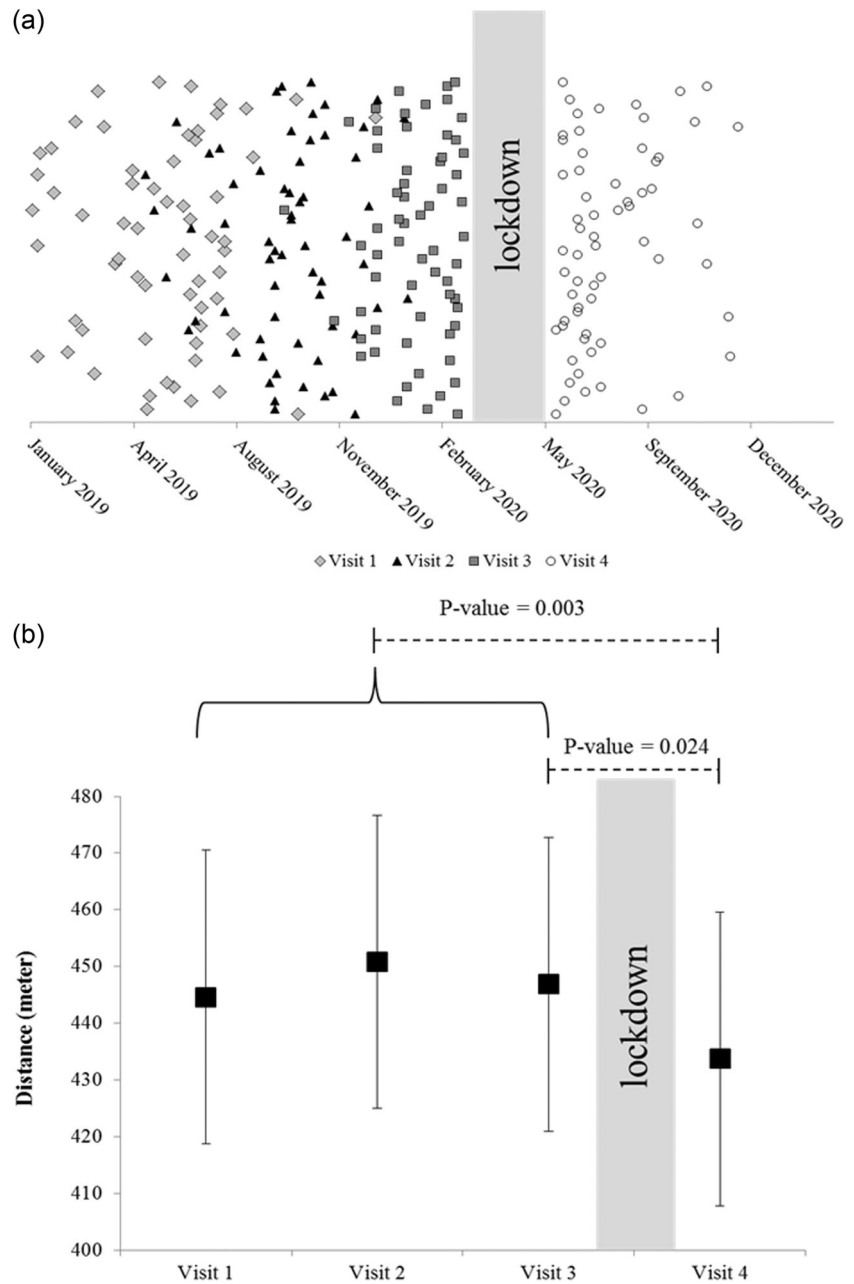 (a)
lockdown
January 2019
April 2019
August 2019
November 2019
February 2020
May 2020
September 2020
December 2020
Visit 1 Visit 2 Visit 3 Visit 4
P-value = 0.003
(b)
P-value = 0.024
480
470
460
450
440
430
420
410
400
Distance (meter)
lockdown
Visit 1 Visit 2 Visit 3 Visit 4